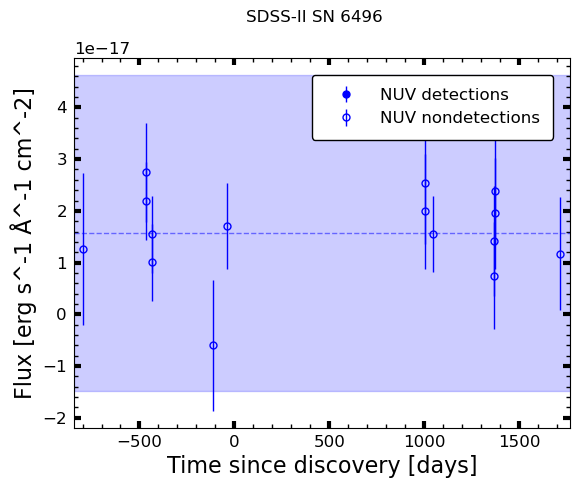 SDSS-II SN 6496
1e−17
NUV detections
NUV nondetections
4
3
2
1
0
−1
−2
Flux [erg s^-1 Å^-1 cm^-2]
−500 0 500 1000 1500
Time since discovery [days]